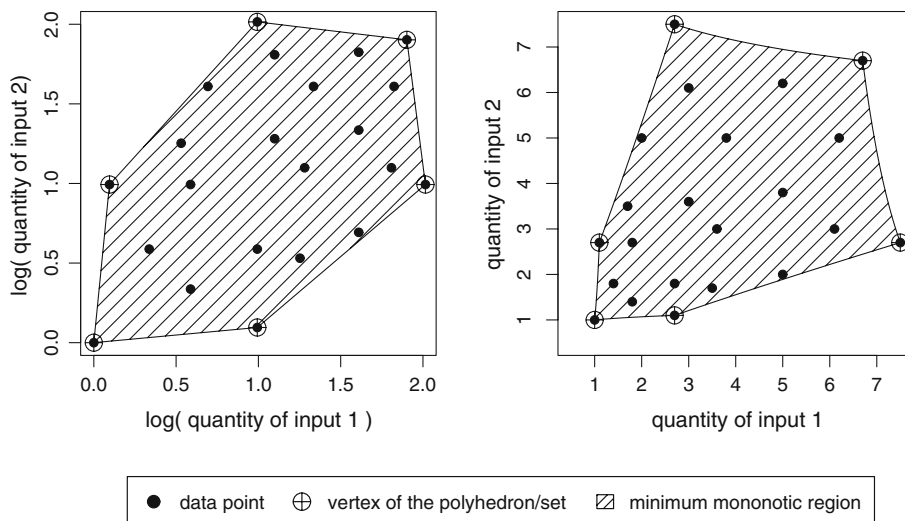 2.0
1.5
1.0
0.5
0.0
log( quantity of input 2)
0.0 0.5 1.0 1.5 2.0
log( quantity of input 1 )
7
6
5
4
3
2
1
quantity of input 2
1 2 3 4 5 6 7
quantity of input 1
data point
vertex of the polyhedron/set
minimum mononotic region